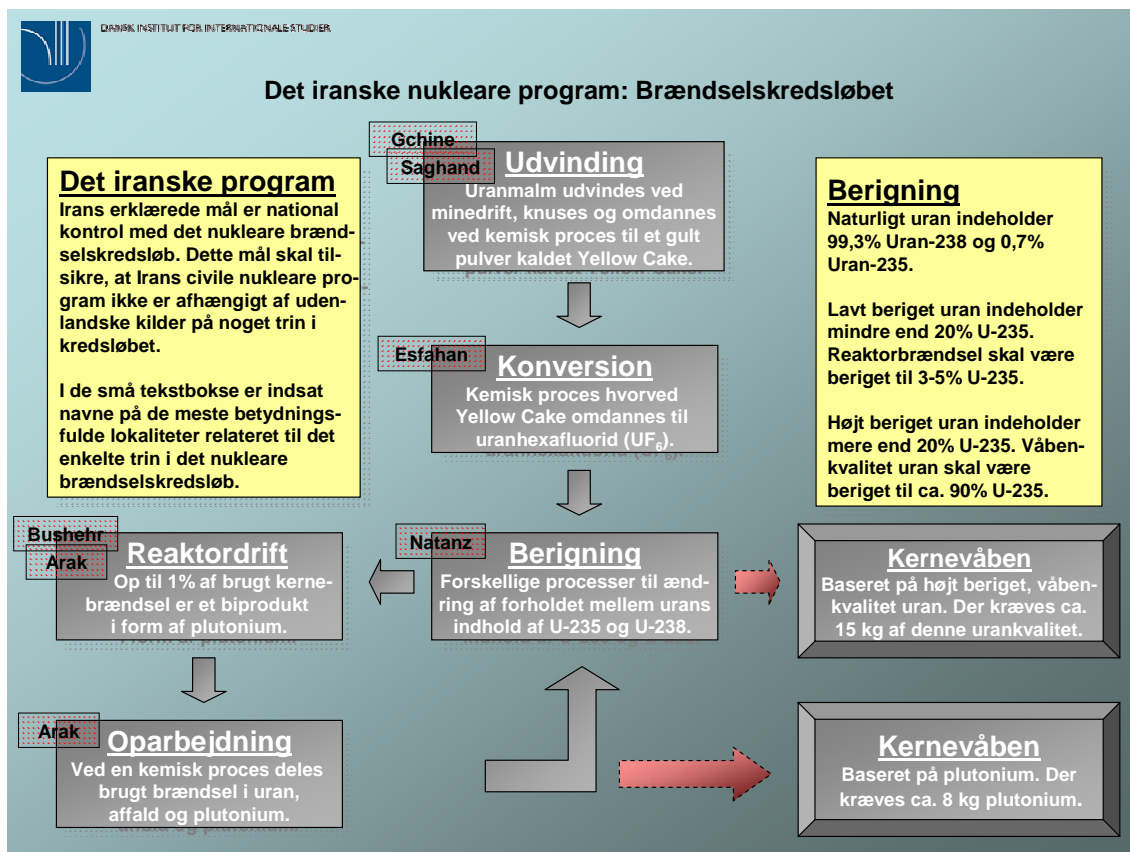 DANSK INSTITUT FOR INTERNATIONALE STUDIER
Det iranske nukleare program: Brændselskredsløbet
Det iranske program
Irans erklærede mål er national
kontrol med det nukleare brænd-
selskredsløb. Dette mål skal til-
sikre, at Irans civile nukleare pro-
gram ikke er afhængigt af uden-
landske kilder på noget trin i
kredsløbet.
I de små tekstbokse er indsat
navne på de meste betydnings-
fulde lokaliteter relateret til det
enkelte trin i det nukleare
brændselskredsløb.
Gchine
Saghand
Udvinding
Uranmalm udvindes ved
minedrift, knuses og omdannes
ved kemisk proces til et gult
pulver kaldet Yellow Cake.
Berigning
Naturligt uran indeholder
99,3% Uran-238 og 0,7%
Uran-235.
Lavt beriget uran indeholder
mindre end 20% U-235.
Reaktorbrændsel skal være
beriget til 3-5% U-235.
Højt beriget uran indeholder
mere end 20% U-235. Våben-
kvalitet uran skal være
beriget til ca. 90% U-235.
Esfahan
Konversion
Kemisk proces hvorved
Yellow Cake omdannes til
uranhexafluorid (UF₆).
Bushehr
Arak
Reaktordrift
Op til 1% af brugt kerne-
brændsel er et biprodukt
i form af plutonium.
Natanz
Berigning
Forskellige processer til ænd-
ring af forholdet mellem urans
indhold af U-235 og U-238.
Kernevåben
Baseret på højt beriget, våben-
kvalitet uran. Der kræves ca.
15 kg af denne urankvalitet.
Arak
Oparbejdning
Ved en kemisk proces deles
brugt brændsel i uran,
affald og plutonium.
Kernevåben
Baseret på plutonium. Der
kræves ca. 8 kg plutonium.